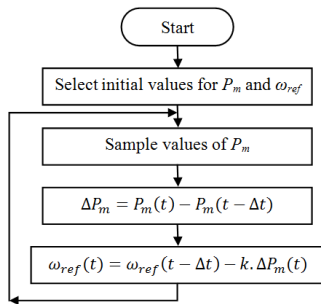 Start
Select initial values for P_m and ω_ref
Sample values of P_m
ΔP_m = P_m(t) − P_m(t − Δt)
ω_ref(t) = ω_ref(t − Δt) − k. ΔP_m(t)